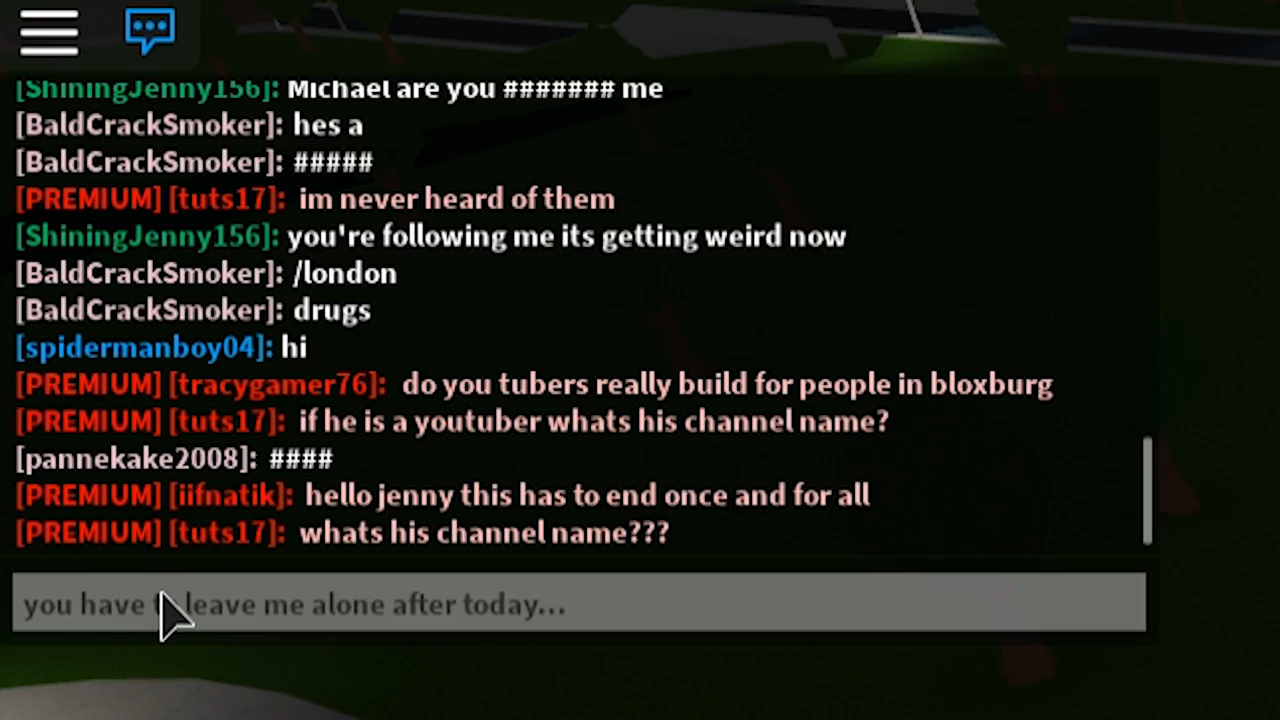 [ShiningJenny156]: Michael are you ####### me
[BaldCrackSmoker]: hes a
[BaldCrackSmoker]: #####
[PREMIUM] [tuts17]: im never heard of them
[ShiningJenny156]: you're following me its getting weird now
[BaldCrackSmoker]: /london
[BaldCrackSmoker]: drugs
[spidermanboy04]: hi
[PREMIUM] [tracygamer76]: do you tubers really build for people in bloxburg
[PREMIUM] [tuts17]: if he is a youtuber whats his channel name?
[pannekake2008]: ####
[PREMIUM] [iifnatik]: hello jenny this has to end once and for all
[PREMIUM] [tuts17]: whats his channel name???
you have to leave me alone after today...